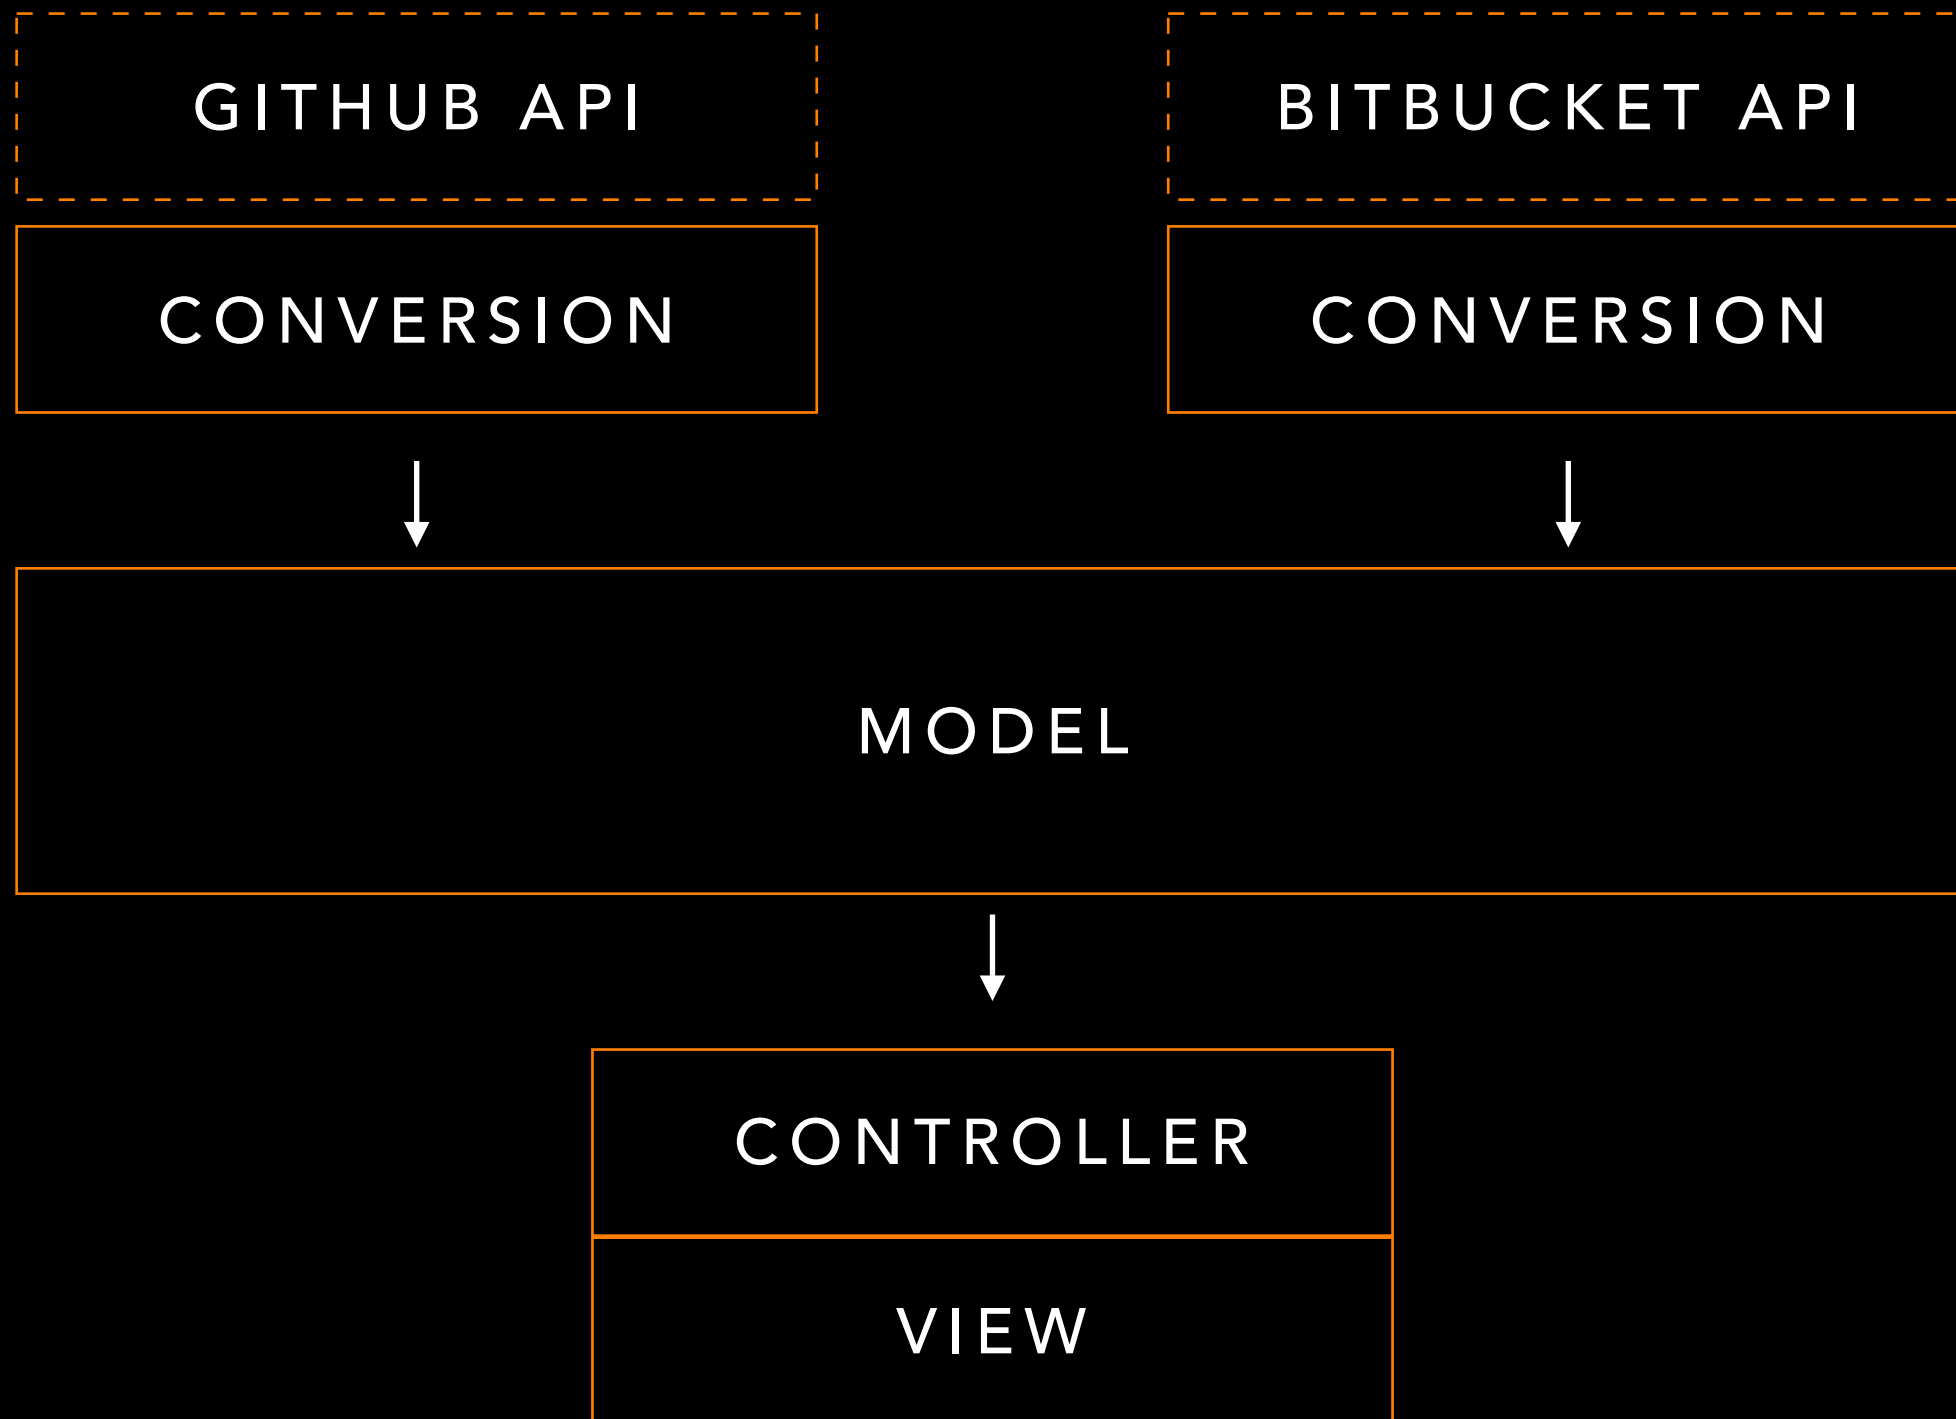 GITHUB API
BITBUCKET API
CONVERSION
CONVERSION
MODEL
CONTROLLER
VIEW